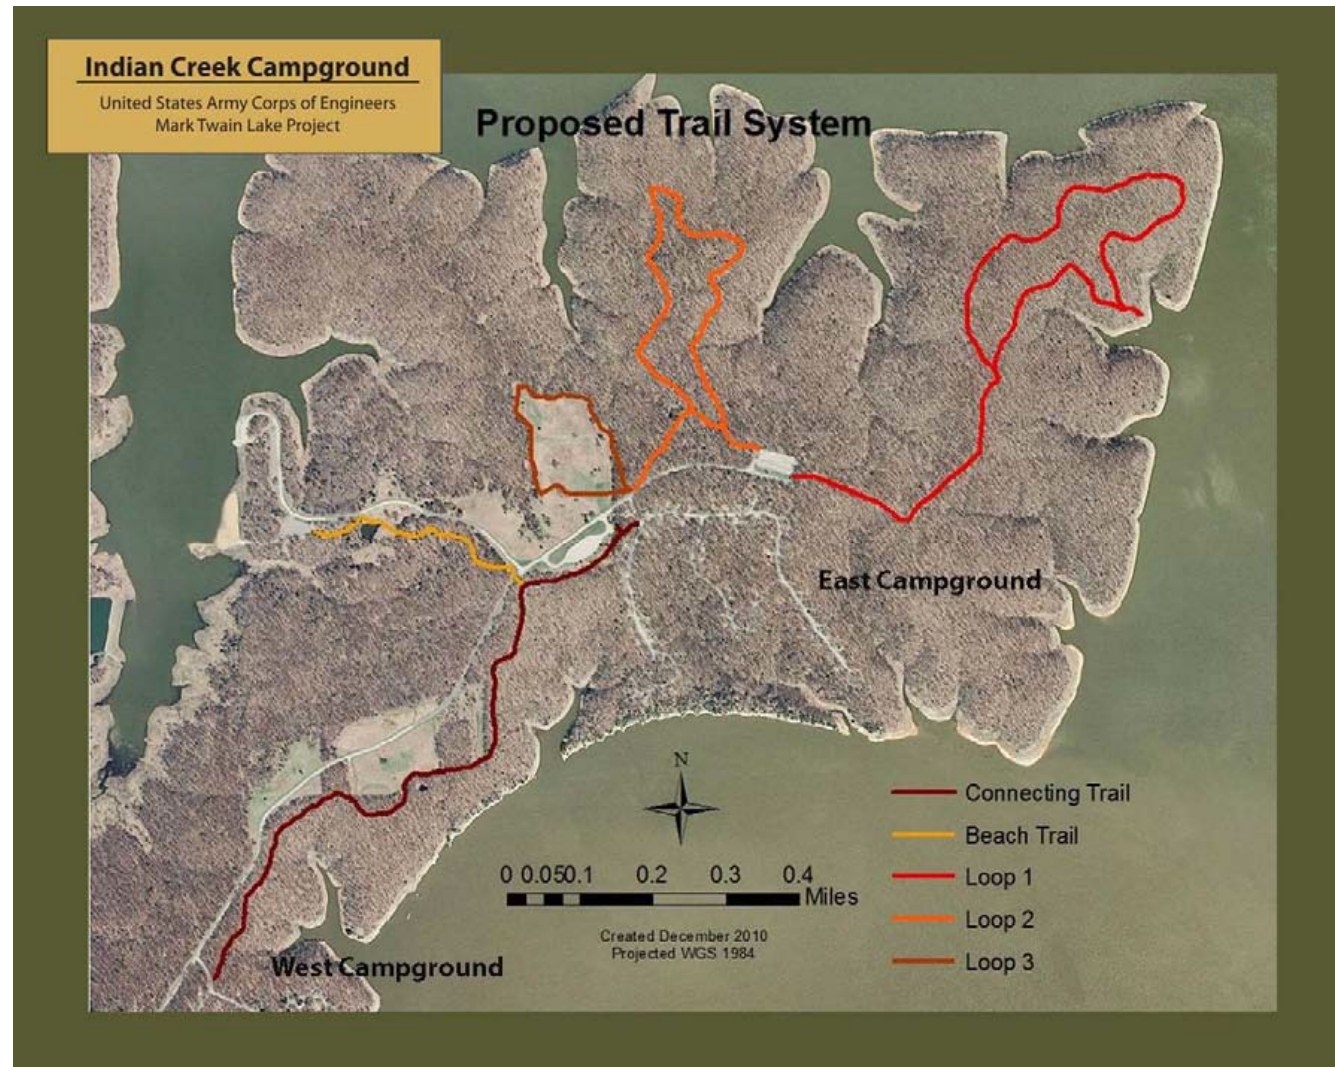 Indian Creek Campground
United States Army Corps of Engineers
Mark Twain Lake Project
Proposed Trail System
East Campground
N
Connecting Trail
Beach Trail
Loop 1
Loop 2
Loop 3
0 0.050.1 0.2 0.3 0.4
Miles
Created December 2010
Projected WGS 1984
West Campground